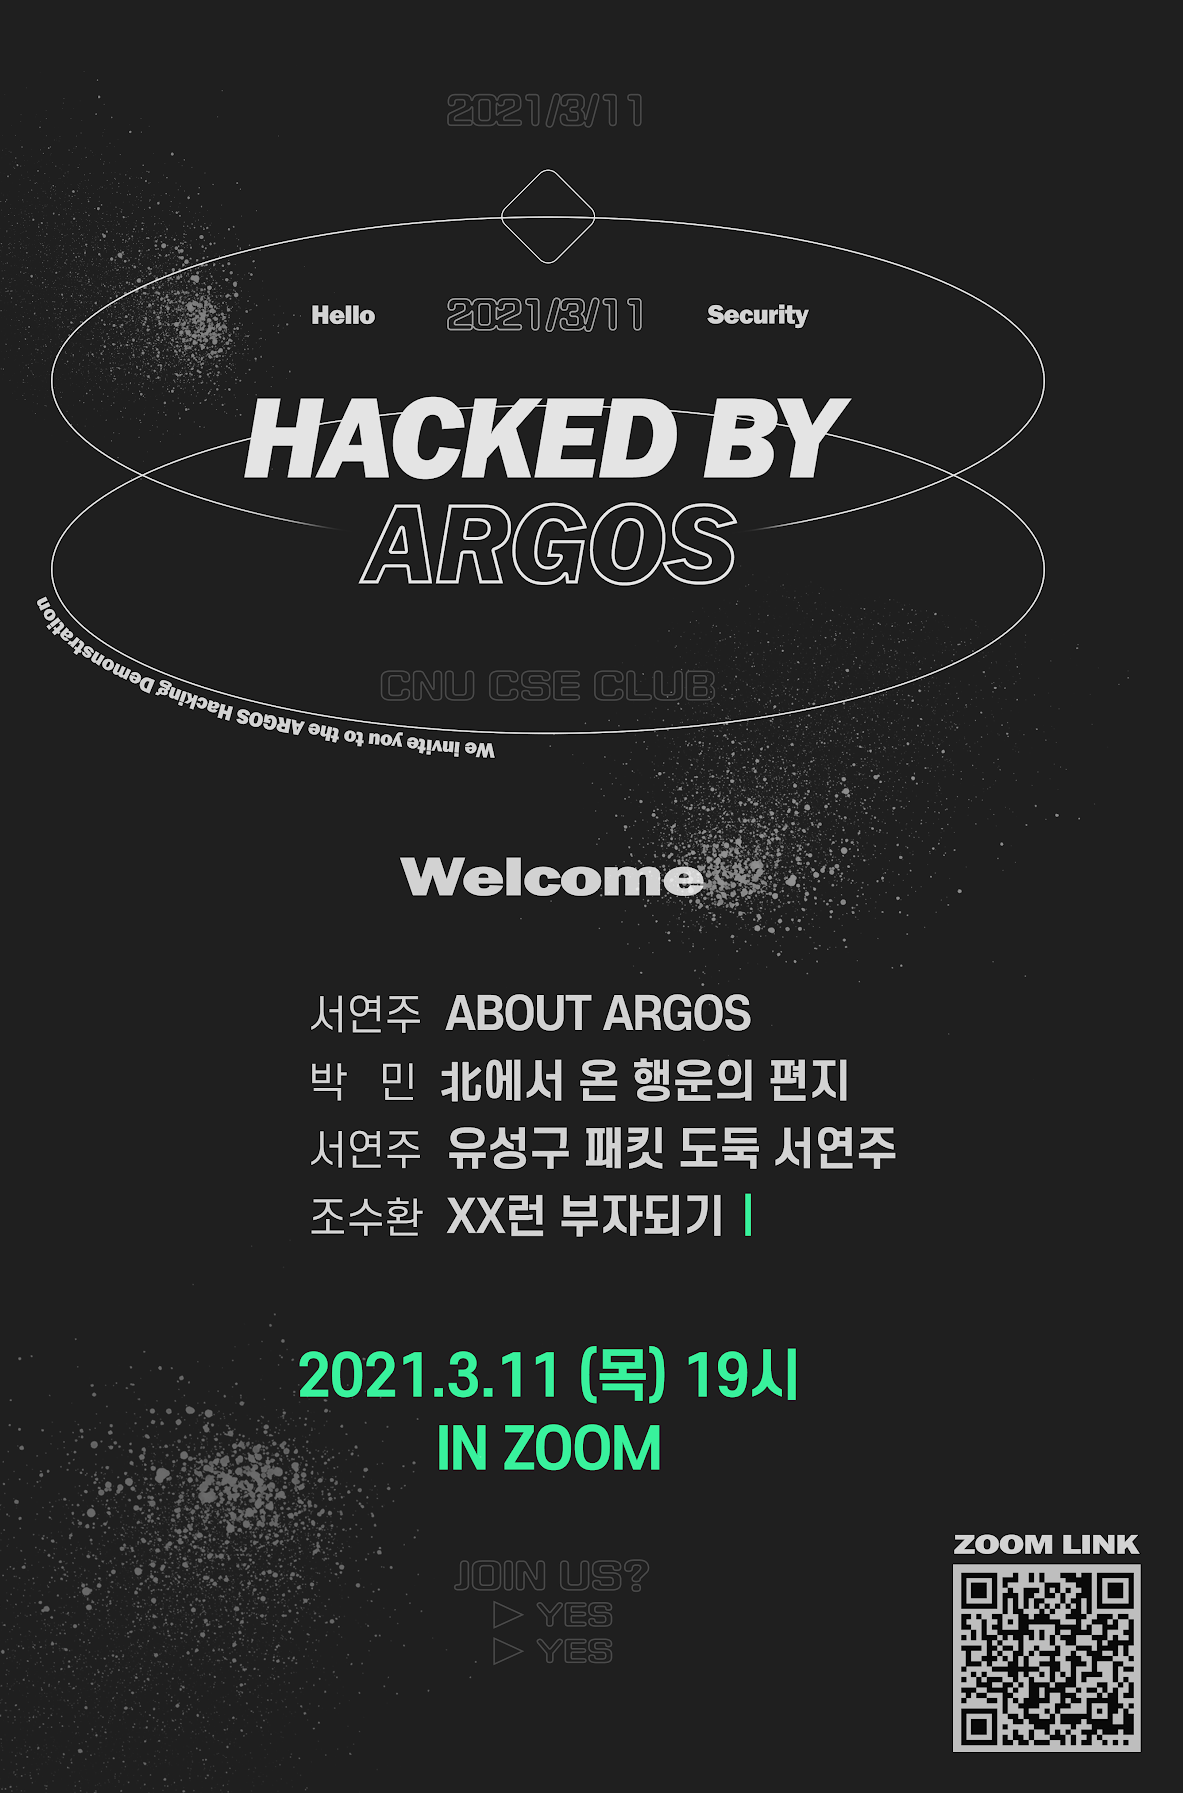 2021/3/11
Hello 2021/3/11 Security
HACKED BY
ARGOS
CNU CSE CLUB
We invite you to the ARGOS Hacking Demonstration
Welcome
서연주 ABOUT ARGOS
박 민 北에서 온 행운의 편지
서연주 유성구 패킷 도둑 서연주
조수환 XX런 부자되기
2021.3.11 (목) 19시
IN ZOOM
ZOOM LINK
JOIN US?
▷ YES
▷ YES